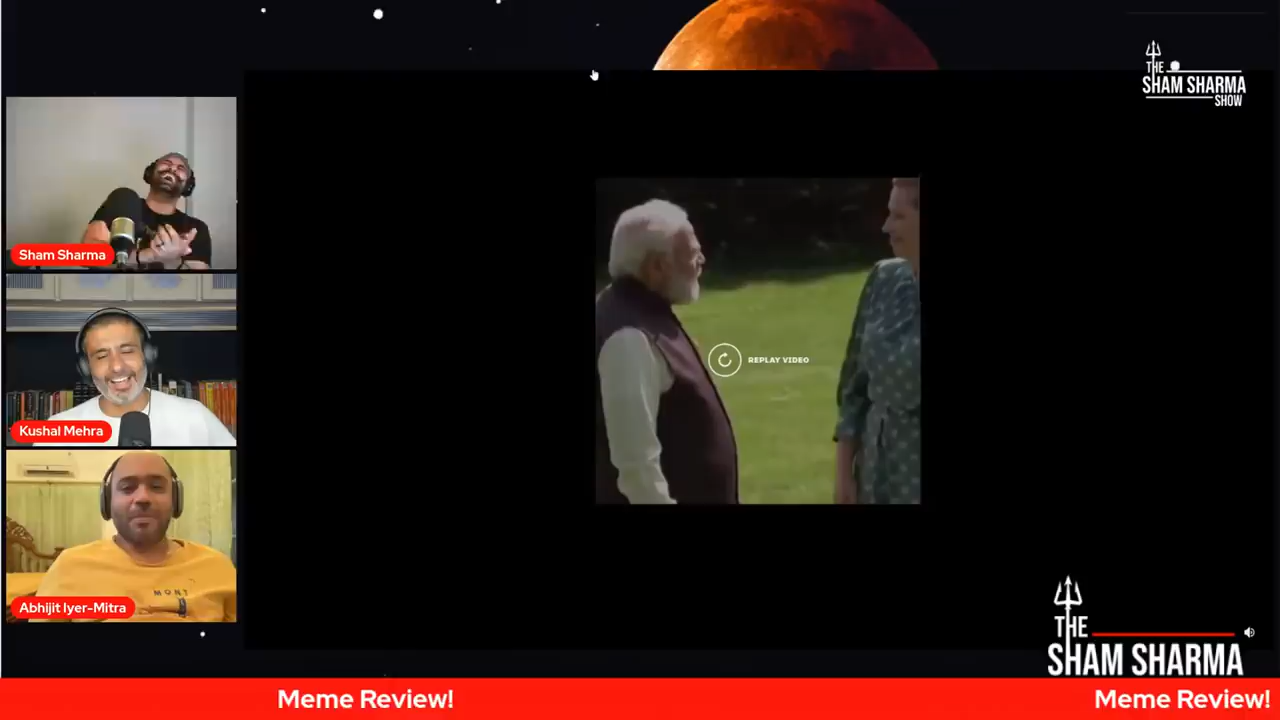 THE
SHAM SHARMA
SHOW
Sham Sharma
REPLAY VIDEO
Kushal Mehra
MONT
Abhijit Iyer-Mitra
THE
SHAM SHARMA
Meme Review!
Meme Review!